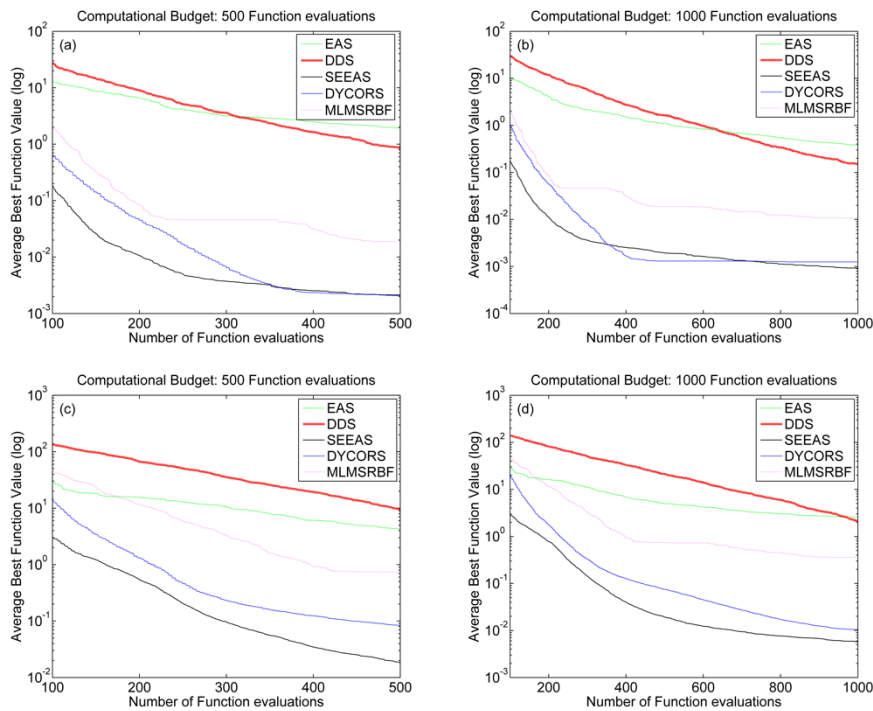 Computational Budget: 500 Function evaluations
(a)
EAS
DDS
SEEAS
DYCORS
MLMSRBF
Average Best Function Value (log)
10^2
10^1
10^0
10^-1
10^-2
10^-3
100 200 300 400 500
Number of Function evaluations
Computational Budget: 1000 Function evaluations
(b)
EAS
DDS
SEEAS
DYCORS
MLMSRBF
Average Best Function Value (log)
10^2
10^1
10^0
10^-1
10^-2
10^-3
10^-4
200 400 600 800 1000
Number of Function evaluations
Computational Budget: 500 Function evaluations
(c)
EAS
DDS
SEEAS
DYCORS
MLMSRBF
Average Best Function Value (log)
10^3
10^2
10^1
10^0
10^-1
10^-2
100 200 300 400 500
Number of Function evaluations
Computational Budget: 1000 Function evaluations
(d)
EAS
DDS
SEEAS
DYCORS
MLMSRBF
Average Best Function Value (log)
10^3
10^2
10^1
10^0
10^-1
10^-2
10^-3
200 400 600 800 1000
Number of Function evaluations